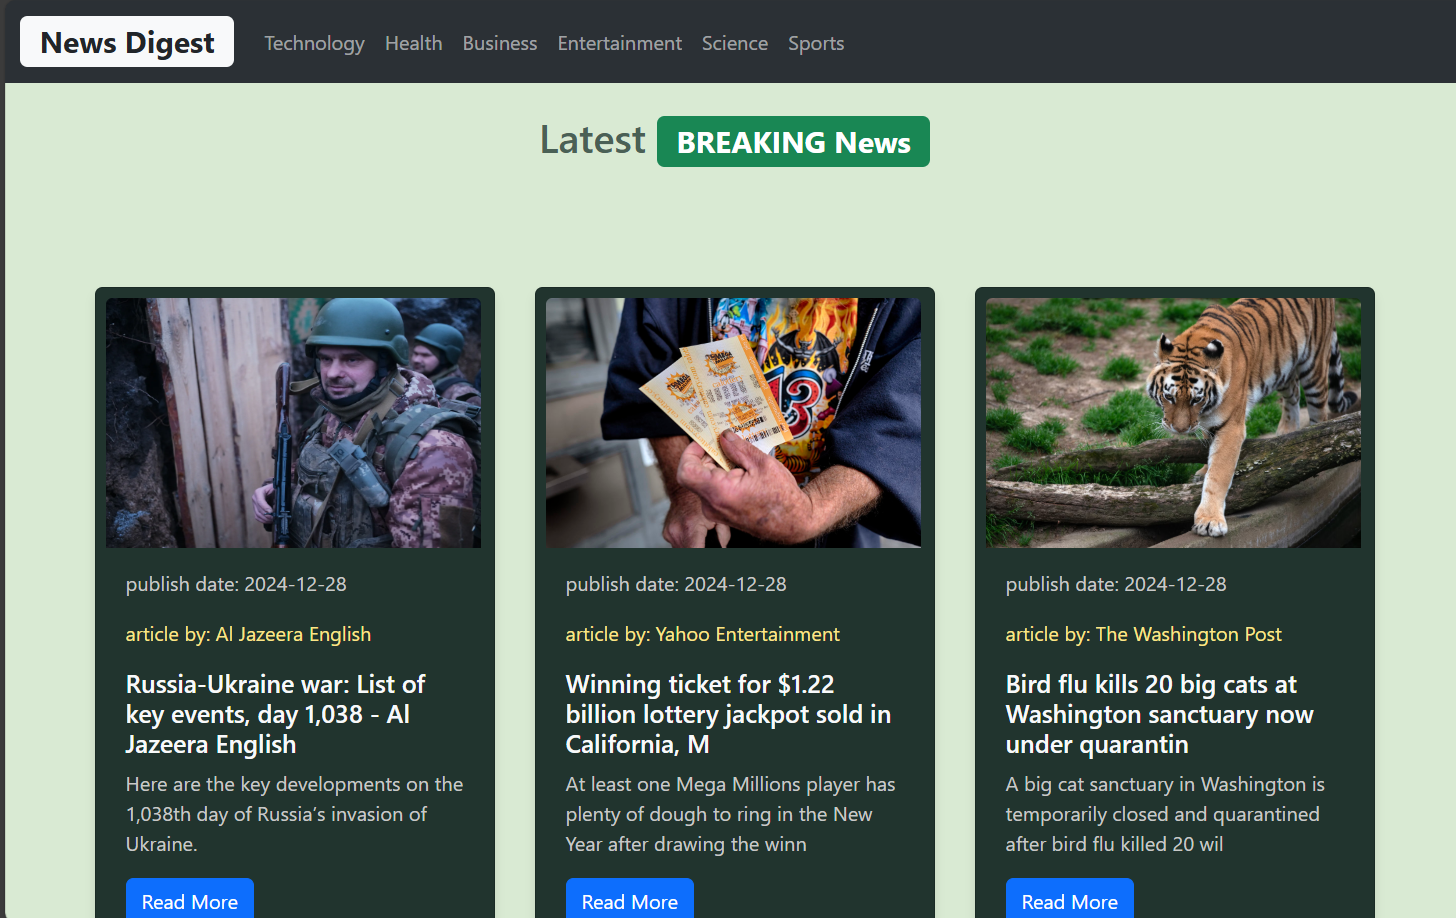 News Digest
Technology Health Business Entertainment Science Sports
Latest BREAKING News
MEGA
MEGA
13
publish date: 2024-12-28
article by: Al Jazeera English
Russia-Ukraine war: List of
key events, day 1,038 - Al
Jazeera English
Here are the key developments on the
1,038th day of Russia’s invasion of
Ukraine.
Read More
publish date: 2024-12-28
article by: Yahoo Entertainment
Winning ticket for $1.22
billion lottery jackpot sold in
California, M
At least one Mega Millions player has
plenty of dough to ring in the New
Year after drawing the winn
Read More
publish date: 2024-12-28
article by: The Washington Post
Bird flu kills 20 big cats at
Washington sanctuary now
under quarantin
A big cat sanctuary in Washington is
temporarily closed and quarantined
after bird flu killed 20 wil
Read More